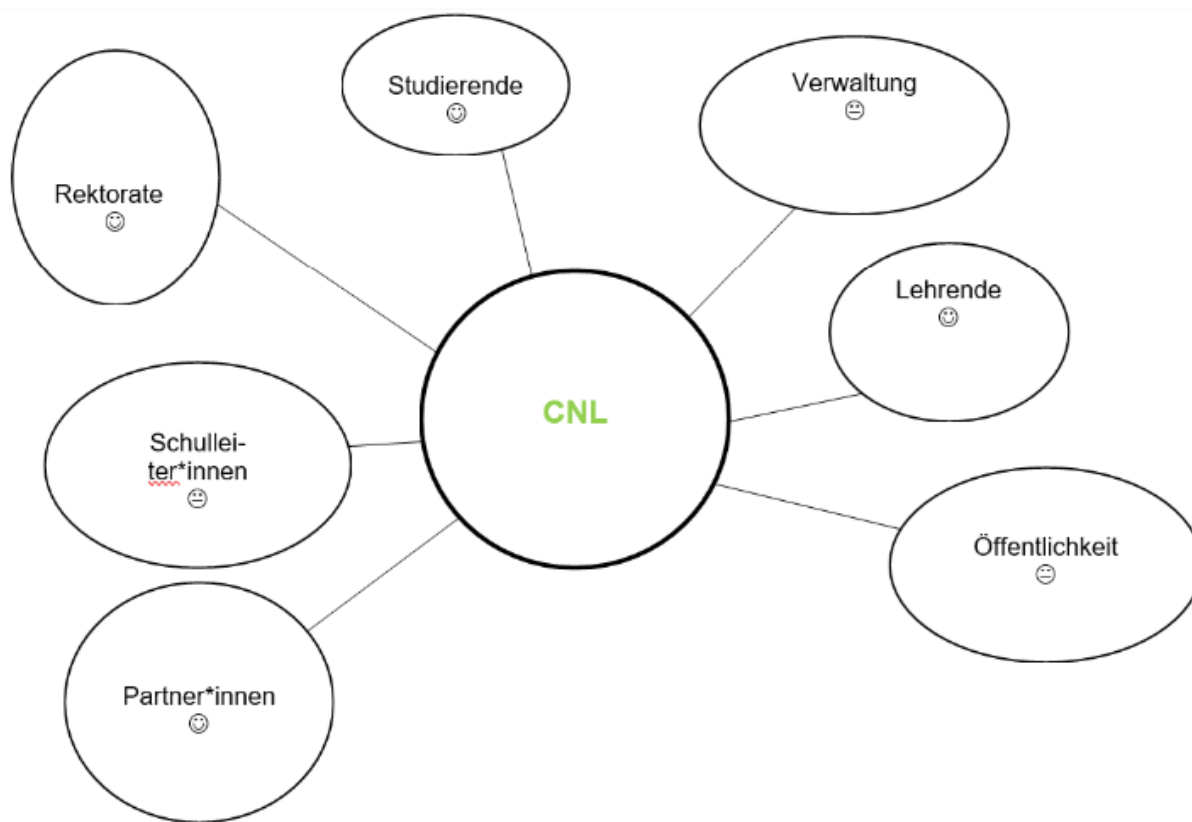 Studierende
☺
Verwaltung
😐
Rektorate
☺
Lehrende
☺
CNL
Schullei-
ter*innen
😐
Öffentlichkeit
😐
Partner*innen
☺